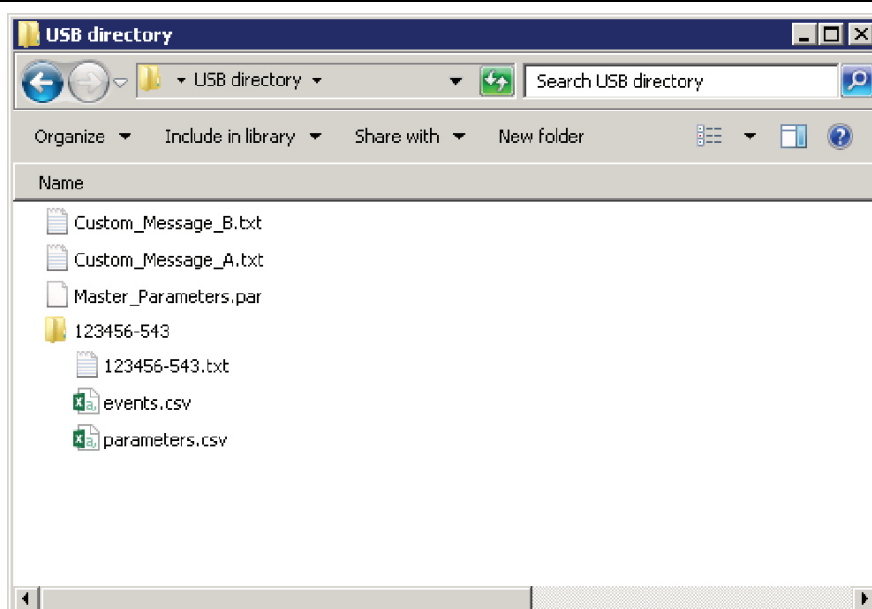 USB directory
USB directory Search USB directory
Organize Include in library Share with New folder
Name
Custom_Message_B.txt
Custom_Message_A.txt
Master_Parameters.par
123456-543
123456-543.txt
events.csv
parameters.csv